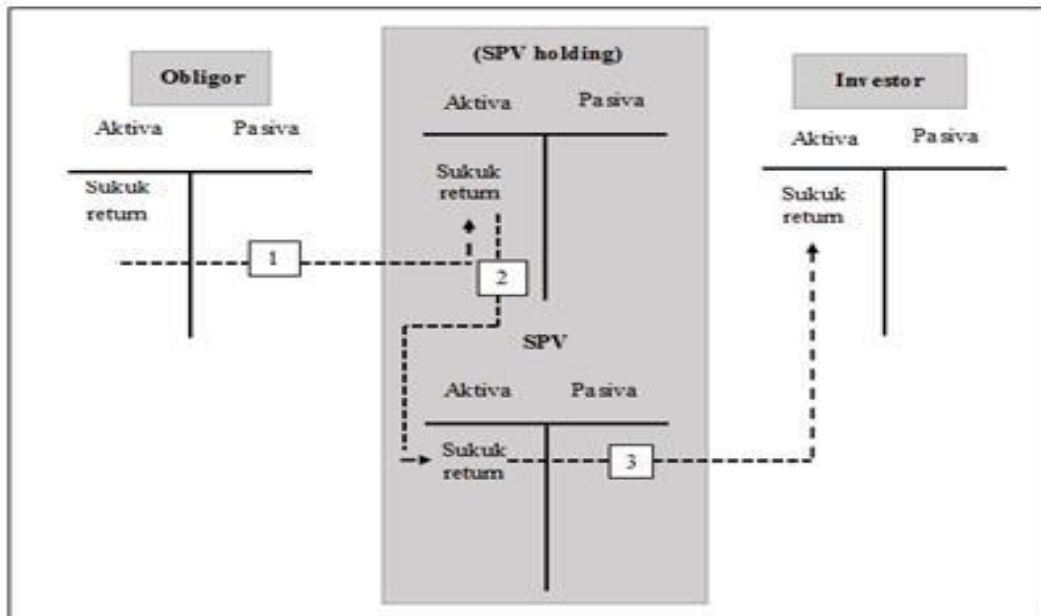 Obligor
Aktiva Pasiva
Sukuk
return
1
(SPV holding)
Aktiva Pasiva
Sukuk
return
2
SPV
Aktiva Pasiva
Sukuk
return
3
Investor
Aktiva Pasiva
Sukuk
return